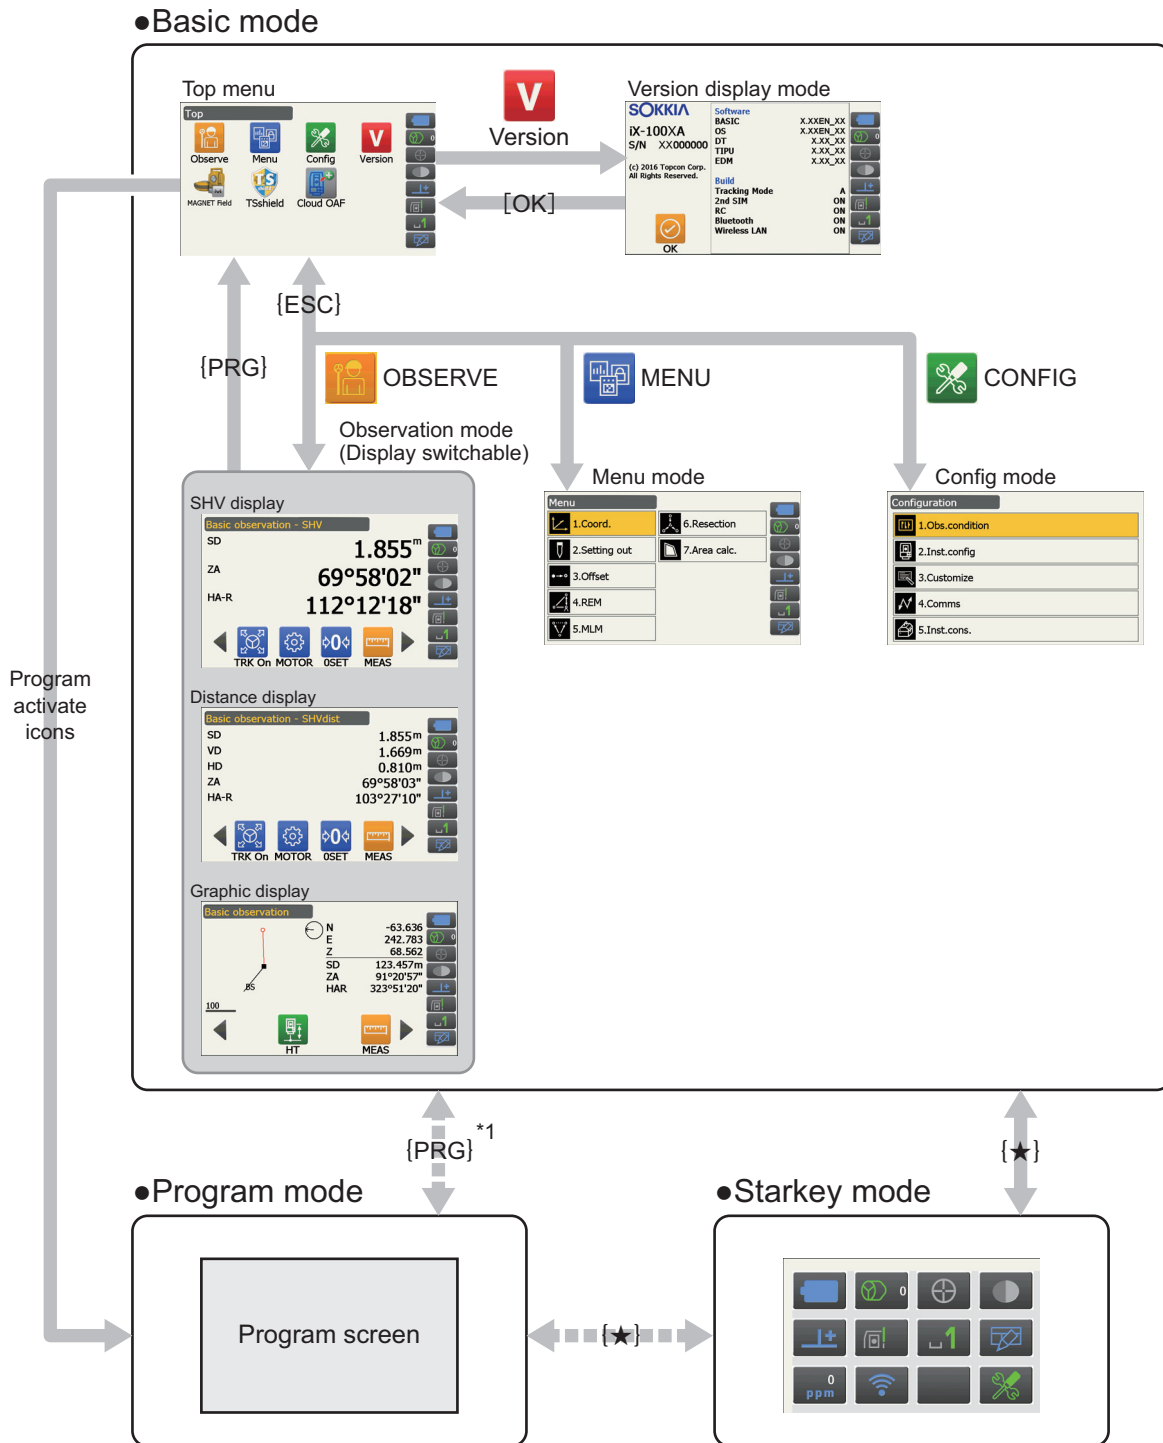 ●Basic mode
Top menu
Top
Observe
Menu
Config
V
Version
MAGNET Field
TSshield
Cloud OAF
V
Version
[OK]
Version display mode
SOKKIA
iX-100XA
S/N XX000000
(c) 2016 Topcon Corp.
All Rights Reserved.
OK
Software
BASIC X.XXEN_XX
OS X.XXEN_XX
DT X.XX_XX
TIPU X.XX_XX
EDM X.XX_XX
Build
Tracking Mode A
2nd SIM ON
RC ON
Bluetooth ON
Wireless LAN ON
{ESC}
{PRG}
OBSERVE
MENU
CONFIG
Observation mode
(Display switchable)
SHV display
Basic observation - SHV
SD 1.855m
ZA 69°58'02"
HA-R 112°12'18"
TRK On MOTOR 0SET MEAS
Distance display
Basic observation - SHVdist
SD 1.855m
VD 1.669m
HD 0.810m
ZA 69°58'03"
HA-R 103°27'10"
TRK On MOTOR 0SET MEAS
Graphic display
Basic observation
N -63.636
E 242.783
Z 68.562
SD 123.457m
ZA 91°20'57"
HAR 323°51'20"
BS
100
HT MEAS
Menu mode
Menu
1.Coord.
2.Setting out
3.Offset
4.REM
5.MLM
6.Resection
7.Area calc.
Config mode
Configuration
1.Obs.condition
2.Inst.config
3.Customize
4.Comms
5.Inst.cons.
Program
activate
icons
{PRG} *1
{★}
●Program mode
Program screen
{★}
●Starkey mode
0
1
0
ppm